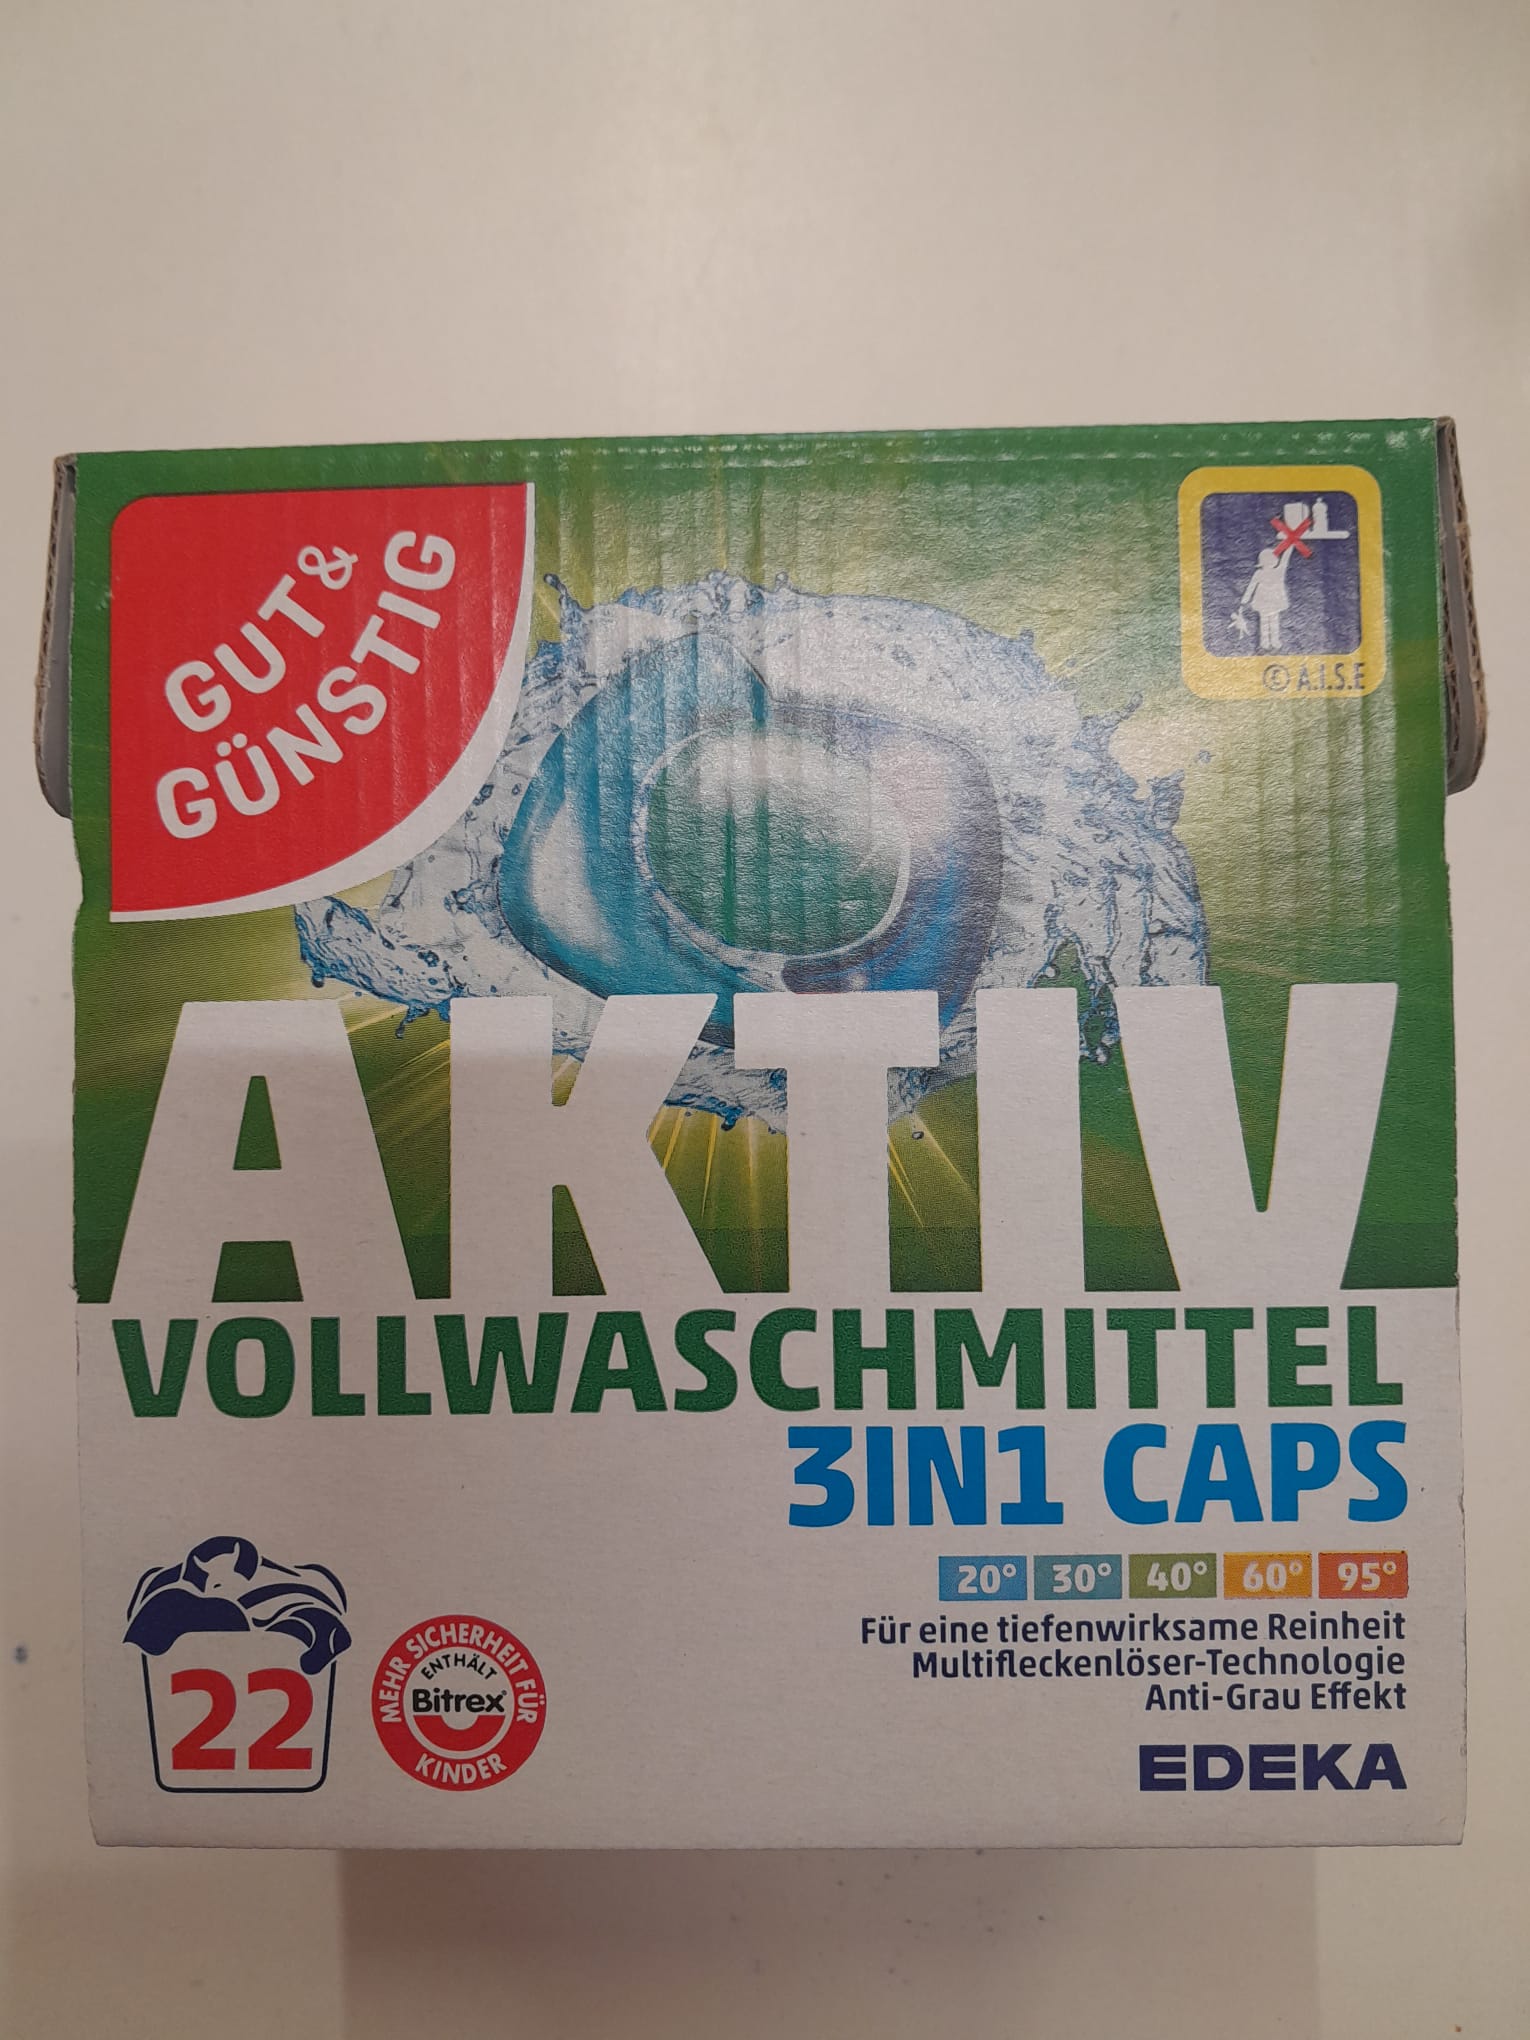 GUT &
GÜNSTIG
© A.I.S.E
AKTIV
VOLLWASCHMITTEL
3IN1 CAPS
20° 30° 40° 60° 95°
Für eine tiefenwirksame Reinheit
Multifleckenlöser-Technologie
Anti-Grau Effekt
22
MEHR SICHERHEIT FÜR
ENTHÄLT
Bitrex®
KINDER
EDEKA